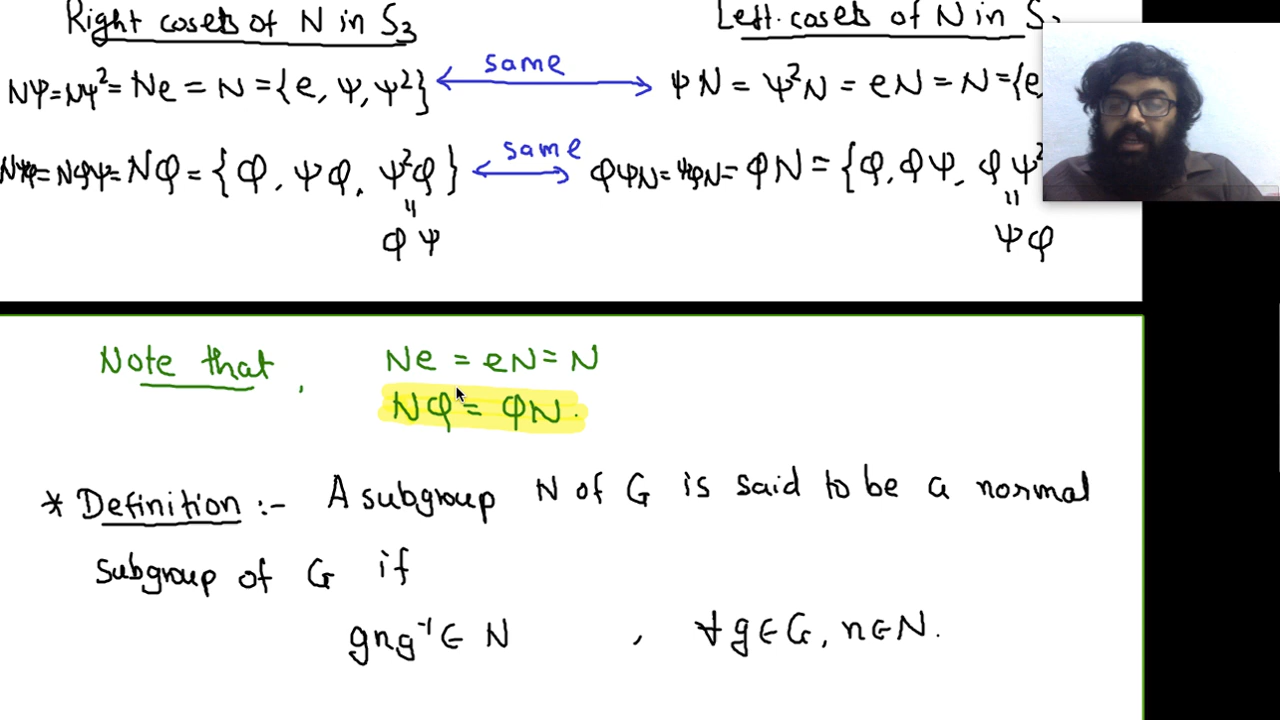 Right cosets of N in S₃
Left cosets of N in S
Nψ=Nψ²= Ne = N = {e, ψ, ψ²}
same
ψN = ψ²N = eN = N = {e,
Nψφ= Nφψ= Nφ = {φ, ψφ, ψ²φ}
same
φψN= ψφN= φN = {φ, φψ, φψ²
=
φψ
=
ψφ
Note that,
Ne = eN = N
Nφ = φN.
* Definition :- A subgroup N of G is said to be a normal
subgroup of G if
gng⁻¹ ∈ N , ∀ g ∈ G, n ∈ N.